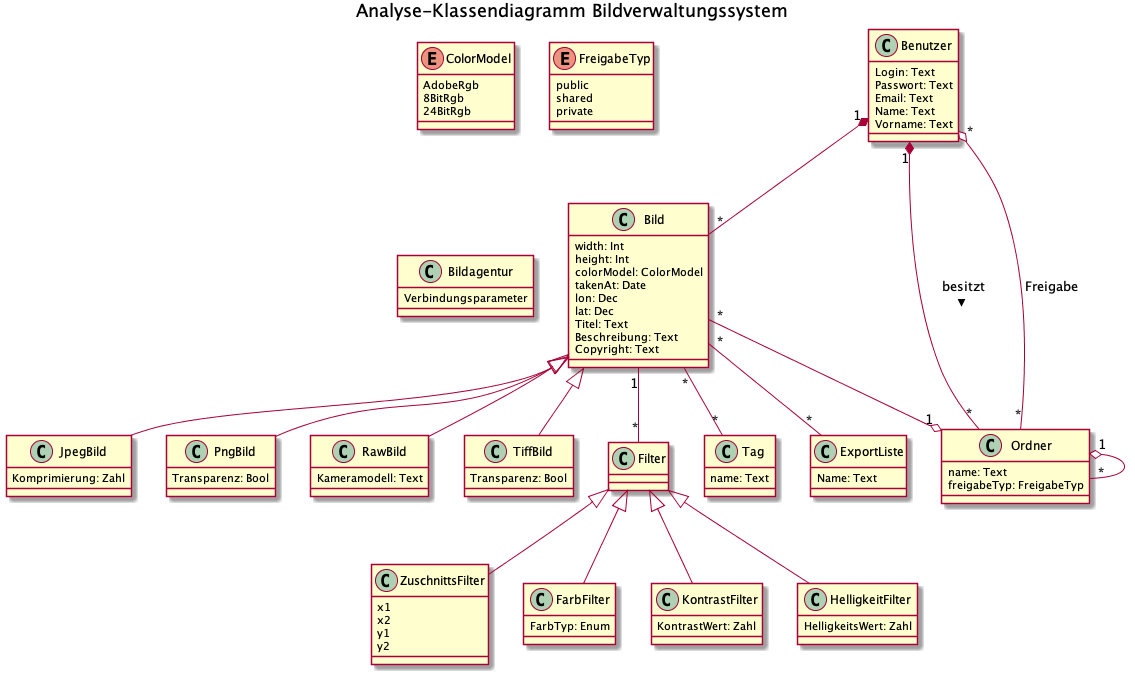 Analyse-Klassendiagramm Bildverwaltungssystem
E ColorModel
AdobeRgb
8BitRgb
24BitRgb
E FreigabeTyp
public
shared
private
C Benutzer
Login: Text
Passwort: Text
Email: Text
Name: Text
Vorname: Text
1
*
1
*
C Bild
width: Int
height: Int
colorModel: ColorModel
takenAt: Date
lon: Dec
lat: Dec
Titel: Text
Beschreibung: Text
Copyright: Text
C Bildagentur
Verbindungsparameter
besitzt
Freigabe
*
*
1
*
*
*
*
1
*
*
1
*
C JpegBild
Komprimierung: Zahl
C PngBild
Transparenz: Bool
C RawBild
Kameramodell: Text
C TiffBild
Transparenz: Bool
C Filter
C Tag
name: Text
C ExportListe
Name: Text
C Ordner
name: Text
freigabeTyp: FreigabeTyp
C ZuschnittsFilter
x1
x2
y1
y2
C FarbFilter
FarbTyp: Enum
C KontrastFilter
KontrastWert: Zahl
C HelligkeitFilter
HelligkeitsWert: Zahl